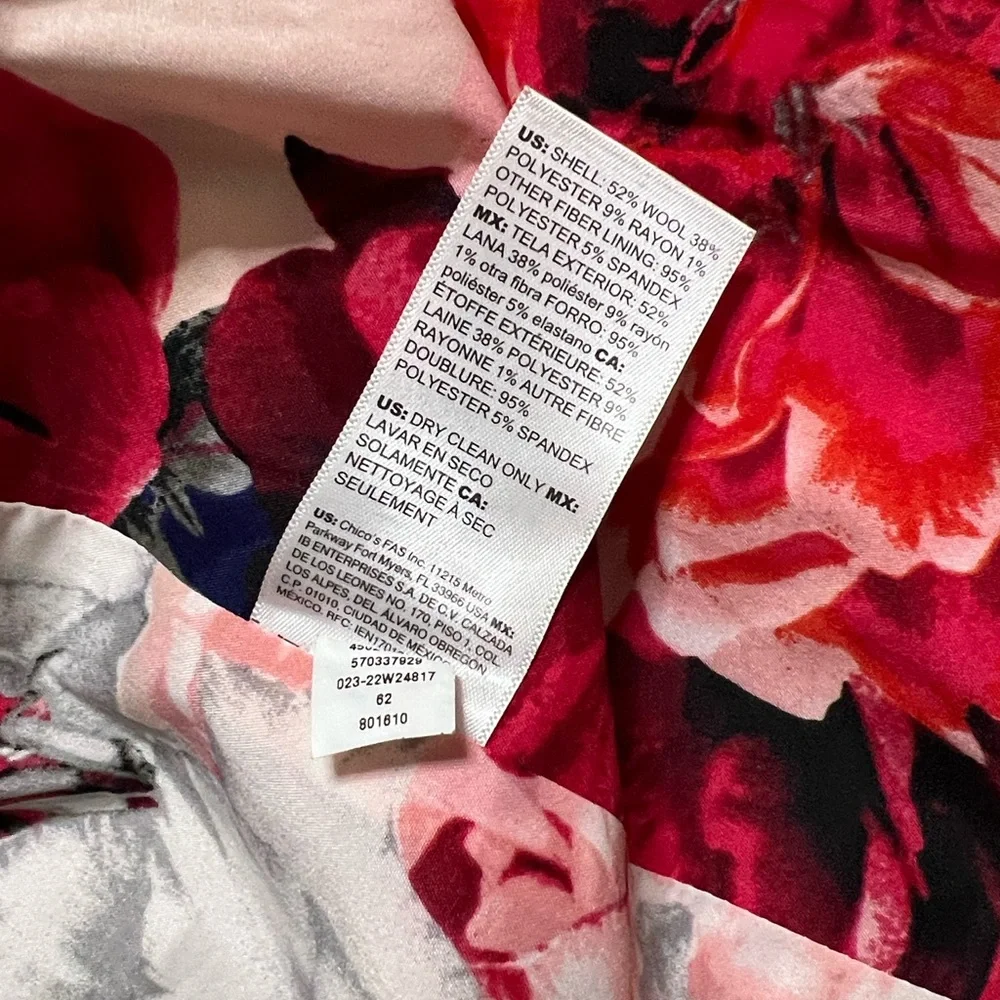 US: SHELL: 52% WOOL 38%
POLYESTER 9% RAYON 1%
OTHER FIBER LINING: 95%
POLYESTER 5% SPANDEX
MX: TELA EXTERIOR: 52%
LANA 38% poliéster 9% rayón
1% otra fibra FORRO: 95%
poliéster 5% elastano CA:
ÉTOFFE EXTÉRIEURE: 52%
LAINE 38% POLYESTER 9%
RAYONNE 1% AUTRE FIBRE
DOUBLURE: 95%
POLYESTER 5% SPANDEX
US: DRY CLEAN ONLY MX:
LAVAR EN SECO
SOLAMENTE CA:
NETTOYAGE À SEC
SEULEMENT
US: Chico's FAS Inc. 11215 Metro
Parkway Fort Myers, FL 33966 USA MX:
IB ENTERPRISES S.A. DE C.V. CALZADA
DE LOS LEONES NO. 170, PISO 1, COL
LOS ALPES, DEL ÁLVARO OBREGON
C.P. 01010, CIUDAD DE MÉXICO,
MÉXICO. RFC:
570337929
023-22W24817
62
801610